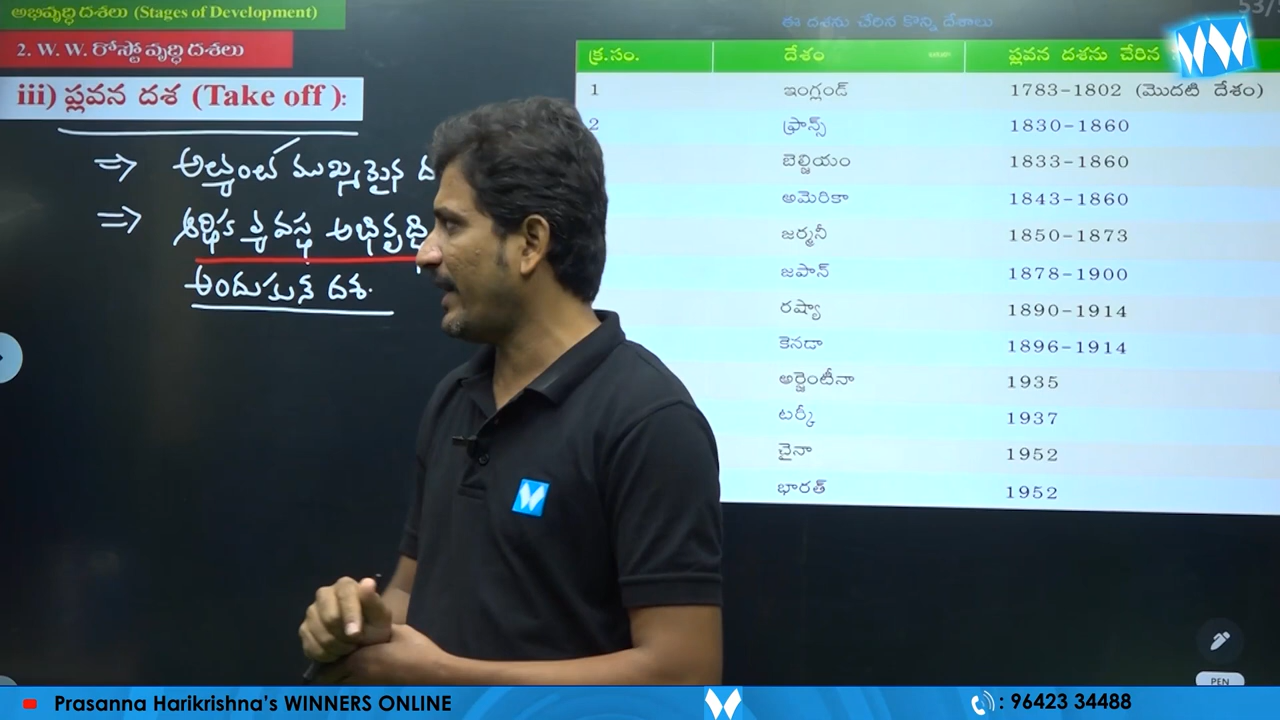 అభివృద్ధి దశలు (Stages of Development)
2. W. W. రోస్టో వృద్ధి దశలు
iii) ప్లవన దశ (Take off ):
⇒ అత్యంత ముఖ్యమైన ద
⇒ ఆర్థిక వ్యవస్థ అభివృద్ధి
అందుకునే దశ.
ఈ దశను చేరిన కొన్ని దేశాలు
53/
క్ర.సం. దేశం ప్లవన దశను చేరిన
1 ఇంగ్లండ్ 1783-1802 (మొదటి దేశం)
2 ఫ్రాన్స్ 1830-1860
బెల్జియం 1833-1860
అమెరికా 1843-1860
జర్మనీ 1850-1873
జపాన్ 1878-1900
రష్యా 1890-1914
కెనడా 1896-1914
అర్జెంటీనా 1935
టర్కీ 1937
చైనా 1952
భారత్ 1952
PEN
Prasanna Harikrishna's WINNERS ONLINE
: 96423 34488